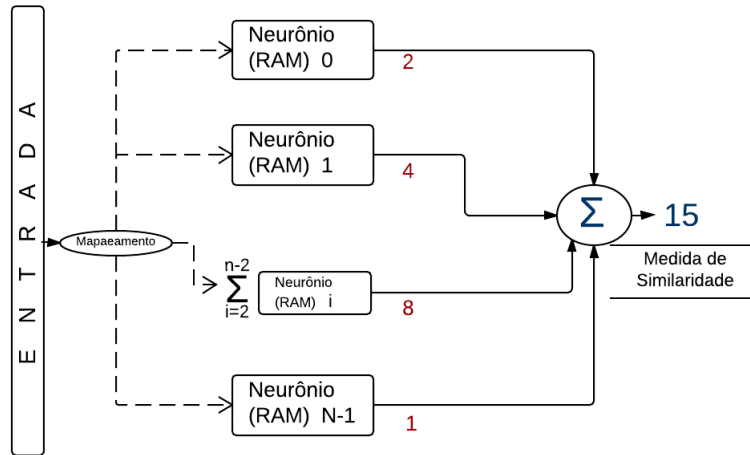 E N T R A D A
Mapaeamento
Neurônio
(RAM) 0
2
Neurônio
(RAM) 1
4
n-2
Σ
i=2
Neurônio
(RAM) i
8
Neurônio
(RAM) N-1
1
Σ
15
Medida de
Similaridade